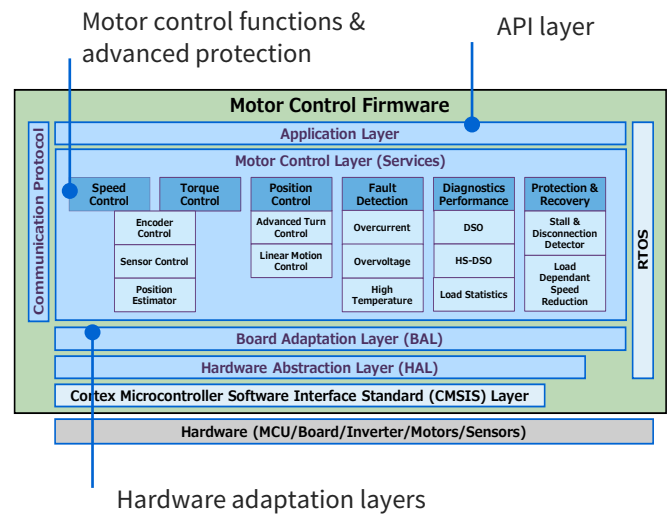 Motor control functions &
advanced protection
API layer
Motor Control Firmware
Communication Protocol
Application Layer
RTOS
Motor Control Layer (Services)
Speed
Control
Torque
Control
Position
Control
Fault
Detection
Diagnostics
Performance
Protection &
Recovery
Encoder
Control
Sensor Control
Position
Estimator
Advanced Turn
Control
Linear Motion
Control
Overcurrent
Overvoltage
High
Temperature
DSO
HS-DSO
Load Statistics
Stall &
Disconnection
Detector
Load
Dependant
Speed
Reduction
Board Adaptation Layer (BAL)
Hardware Abstraction Layer (HAL)
Cortex Microcontroller Software Interface Standard (CMSIS) Layer
Hardware (MCU/Board/Inverter/Motors/Sensors)
Hardware adaptation layers